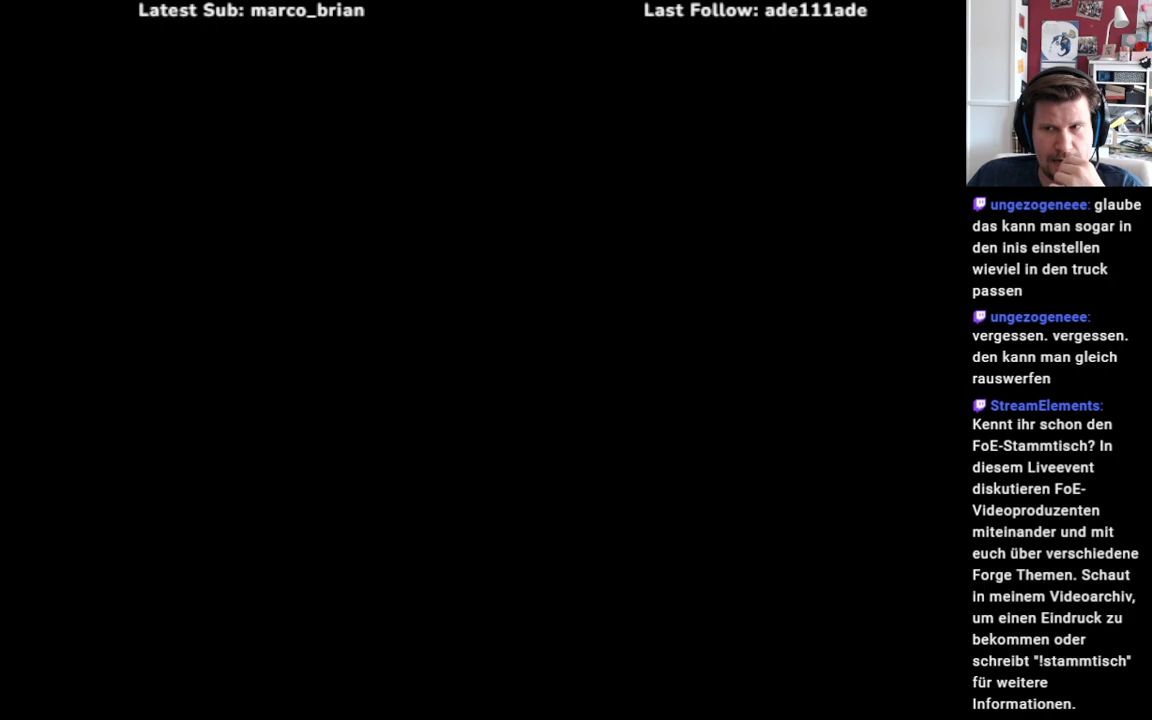 Latest Sub: marco_brian
Last Follow: ade111ade
ungezogeneee: glaube
das kann man sogar in
den inis einstellen
wieviel in den truck
passen
ungezogeneee:
vergessen. vergessen.
den kann man gleich
rauswerfen
StreamElements:
Kennt ihr schon den
FoE-Stammtisch? In
diesem Liveevent
diskutieren FoE-
Videoproduzenten
miteinander und mit
euch über verschiedene
Forge Themen. Schaut
in meinem Videoarchiv,
um einen Eindruck zu
bekommen oder
schreibt "!stammtisch"
für weitere
Informationen.